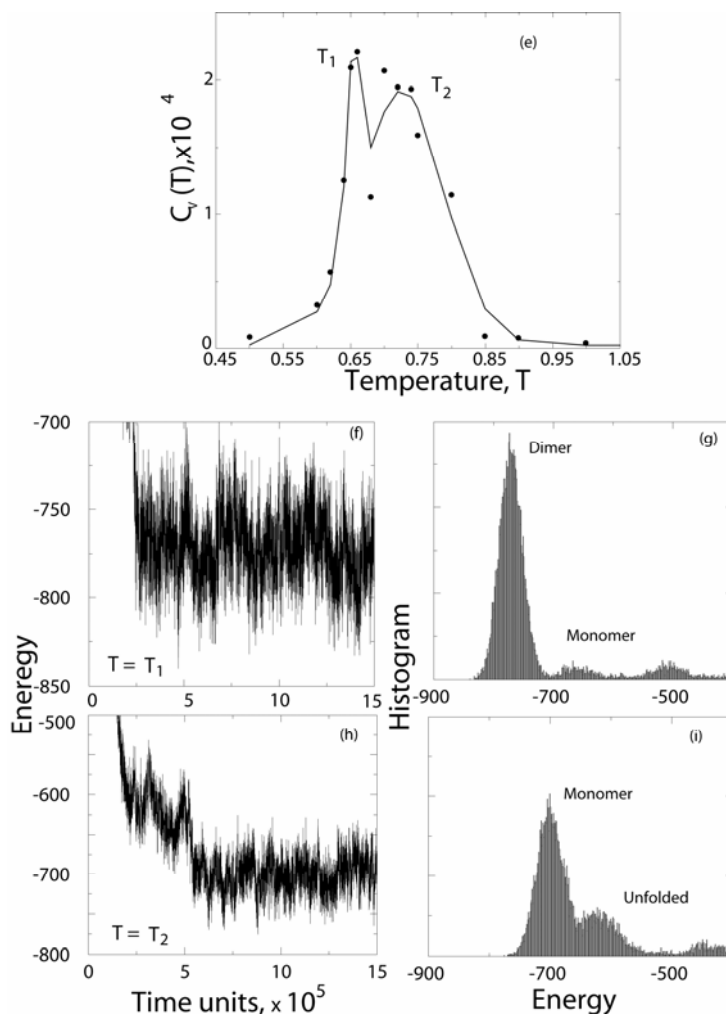 (e)
T1
T2
Cv (T),x10 4
2
1
0
0.45 0.55 0.65 0.75 0.85 0.95 1.05
Temperature, T
-700
-750
-800
-850
(f)
T = T1
0 5 10 15
Eneregy
(g)
Dimer
Monomer
-900 -700 -500
Histogram
-500
-600
-700
-800
(h)
T = T2
0 5 10 15
Time units, x 10^5
(i)
Monomer
Unfolded
-900 -700 -500
Energy